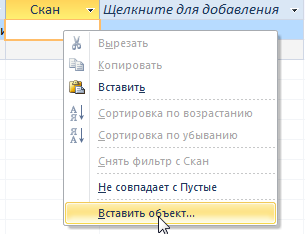 Скан Щелкните для добавления
Вырезать
Копировать
Вставить
Сортировка по возрастанию
Сортировка по убыванию
Снять фильтр с Скан
Не совпадает с Пустые
Вставить объект...